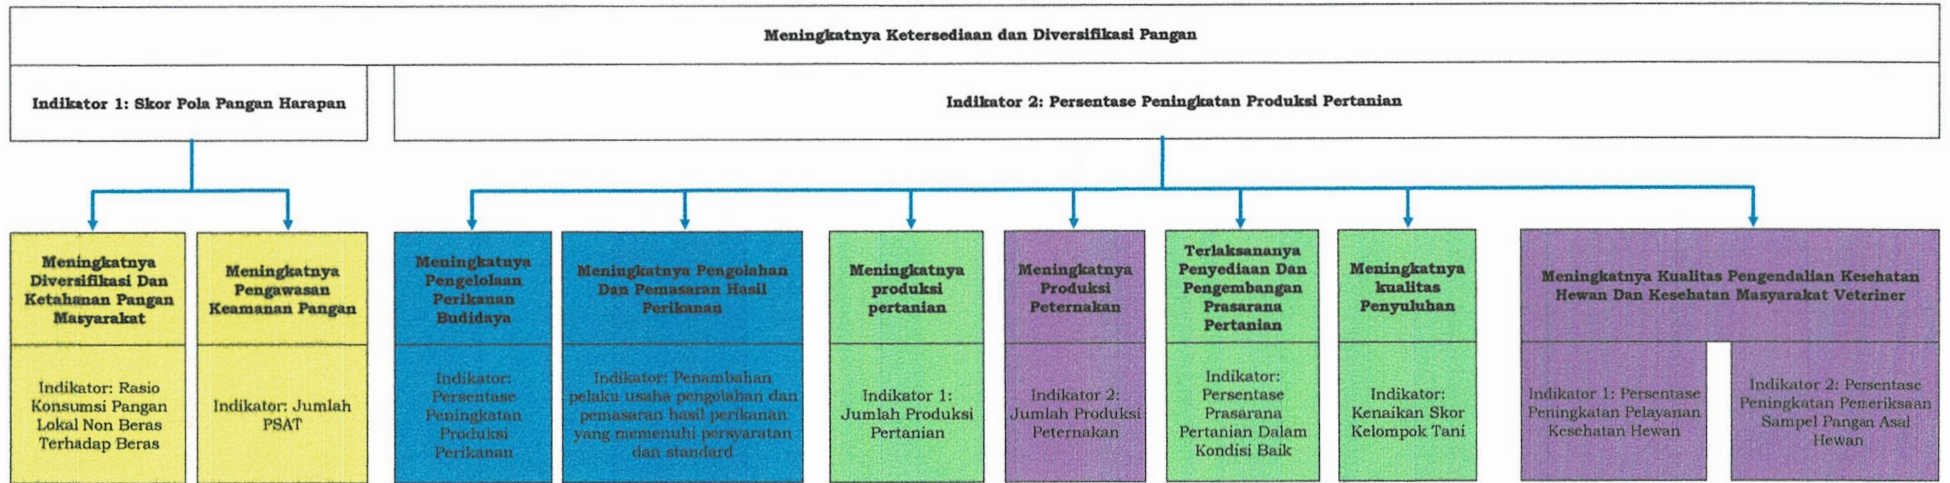 Meningkatnya Ketersediaan dan Diversifikasi Pangan
Indikator 1: Skor Pola Pangan Harapan
Indikator 2: Persentase Peningkatan Produksi Pertanian
Meningkatnya
Diversifikasi Dan
Ketahanan Pangan
Masyarakat
Indikator: Rasio
Konsumsi Pangan
Lokal Non Beras
Terhadap Beras
Meningkatnya
Pengawasan
Keamanan Pangan
Indikator: Jumlah
PSAT
Meningkatnya
Pengelolaan
Perikanan
Budidaya
Indikator:
Persentase
Peningkatan
Produksi
Perikanan
Meningkatnya Pengolahan
Dan Pemasaran Hasil
Perikanan
Indikator: Penambahan
pelaku usaha pengolahan dan
pemasaran hasil perikanan
yang memenuhi persyaratan
dan standard
Meningkatnya
produksi
pertanian
Indikator 1:
Jumlah Produksi
Pertanian
Meningkatnya
Produksi
Peternakan
Indikator 2:
Jumlah Produksi
Peternakan
Terlaksananya
Penyediaan Dan
Pengembangan
Prasarana
Pertanian
Indikator:
Persentase
Prasarana
Pertanian Dalam
Kondisi Baik
Meningkatnya
kualitas
Penyuluhan
Indikator:
Kenaikan Skor
Kelompok Tani
Meningkatnya Kualitas Pengendalian Kesehatan
Hewan Dan Kesehatan Masyarakat Veteriner
Indikator 1: Persentase
Peningkatan Pelayanan
Kesehatan Hewan
Indikator 2: Persentase
Peningkatan Pemeriksaan
Sampel Pangan Asal
Hewan